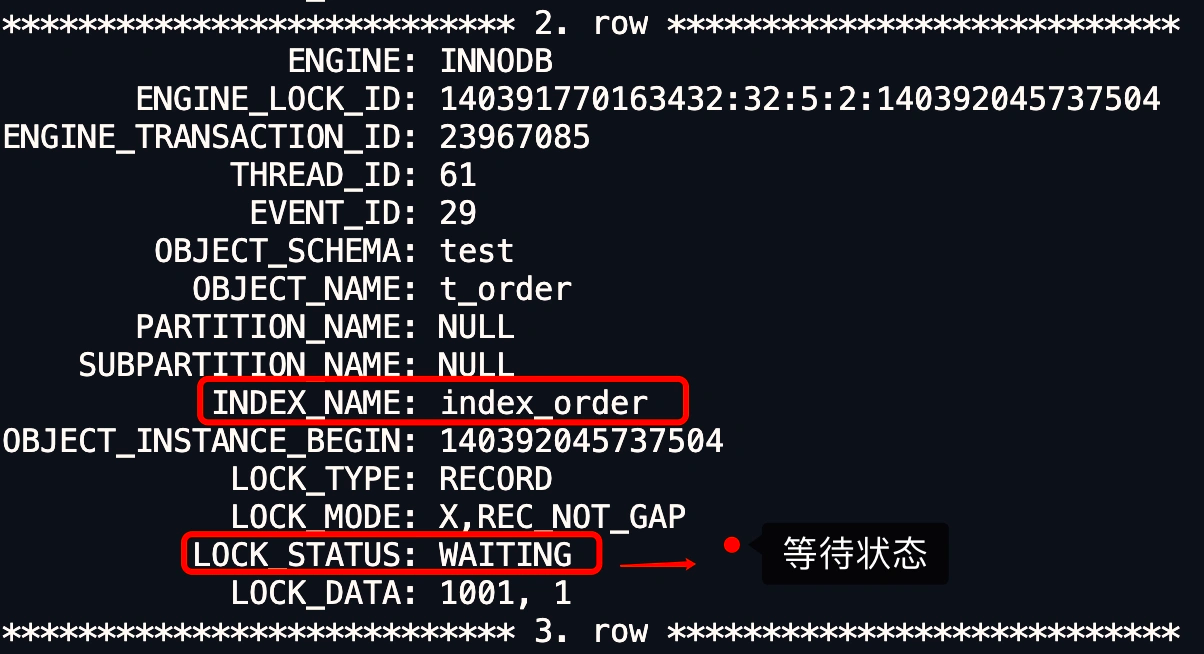 *************************** 2. row ***************************
ENGINE: INNODB
ENGINE_LOCK_ID: 140391770163432:32:5:2:140392045737504
ENGINE_TRANSACTION_ID: 23967085
THREAD_ID: 61
EVENT_ID: 29
OBJECT_SCHEMA: test
OBJECT_NAME: t_order
PARTITION_NAME: NULL
SUBPARTITION_NAME: NULL
INDEX_NAME: index_order
OBJECT_INSTANCE_BEGIN: 140392045737504
LOCK_TYPE: RECORD
LOCK_MODE: X,REC_NOT_GAP
LOCK_STATUS: WAITING 等待状态
LOCK_DATA: 1001, 1
*************************** 3. row ***************************